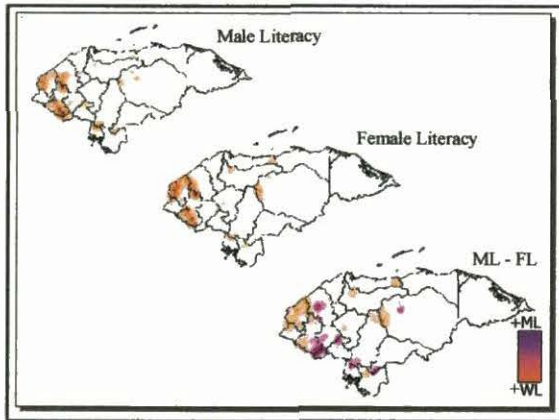 Male Literacy
Female Literacy
ML - FL
+ML
+WL